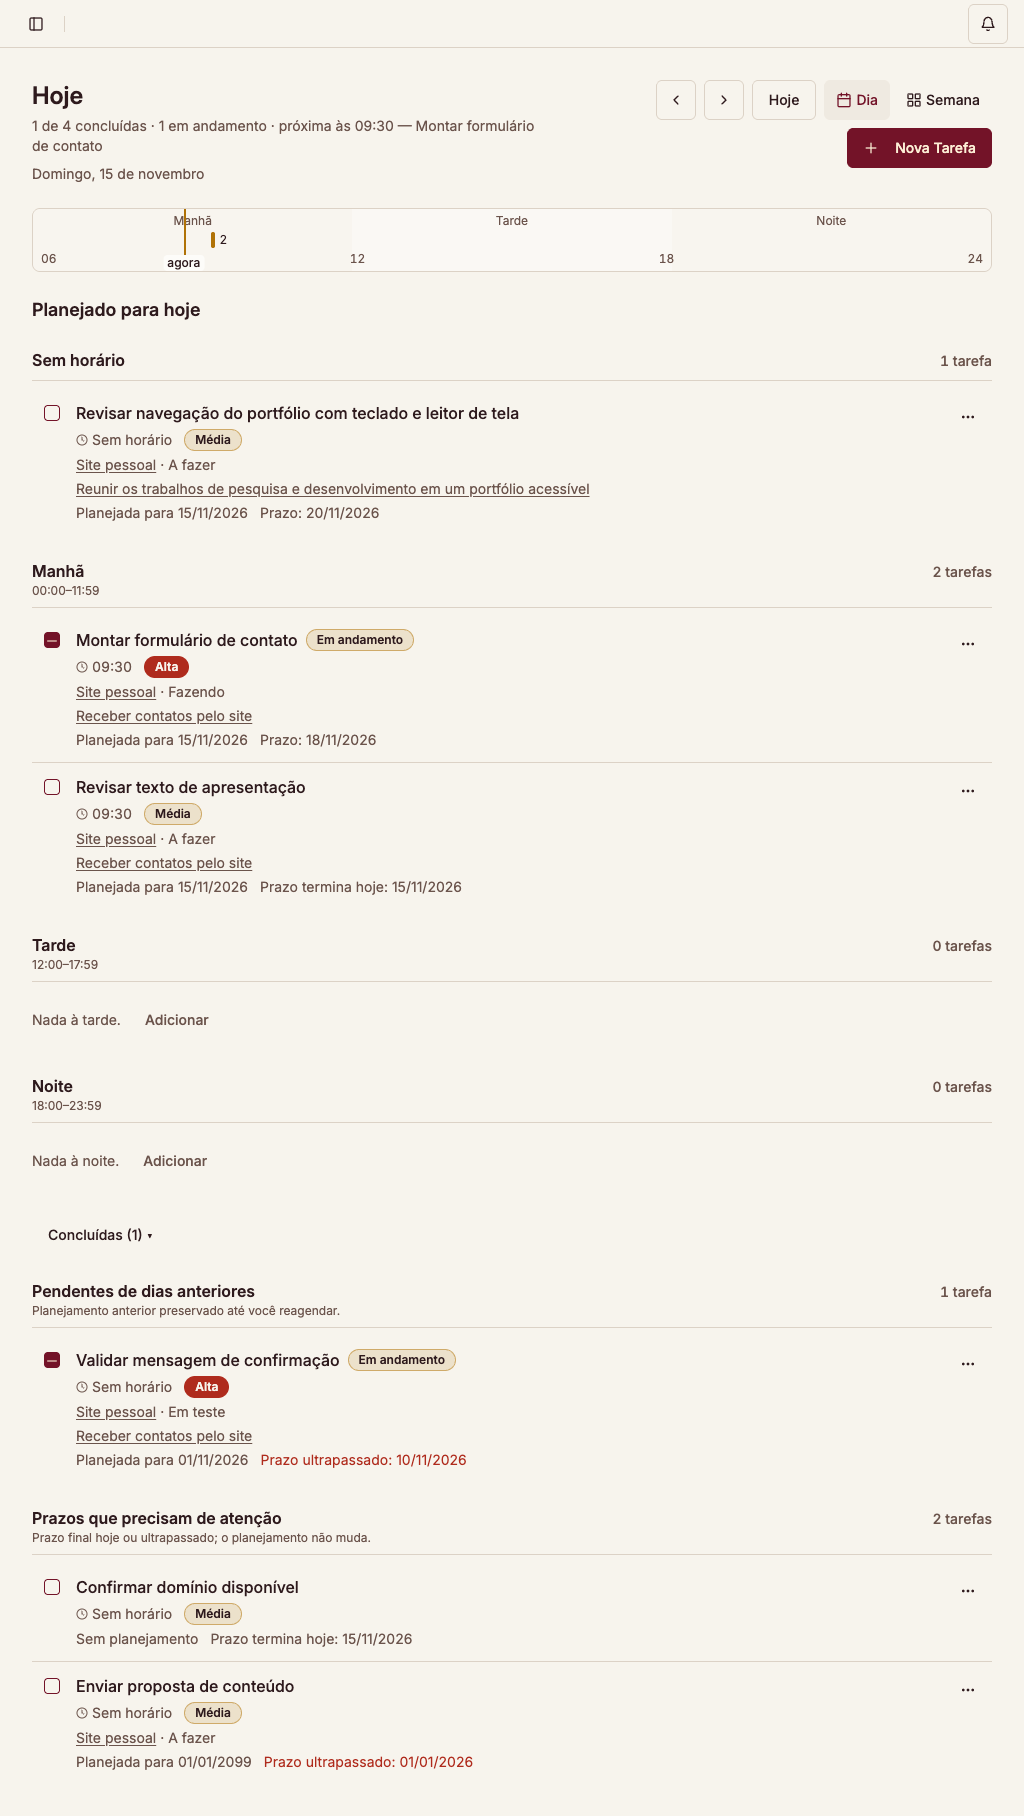 Hoje
1 de 4 concluídas · 1 em andamento · próxima às 09:30 — Montar formulário
de contato
Domingo, 15 de novembro
Hoje
Dia
Semana
Nova Tarefa
Manhã
Tarde
Noite
2
06
agora
12
18
24
Planejado para hoje
Sem horário
1 tarefa
Revisar navegação do portfólio com teclado e leitor de tela
Sem horário Média
Site pessoal · A fazer
Reunir os trabalhos de pesquisa e desenvolvimento em um portfólio acessível
Planejada para 15/11/2026 Prazo: 20/11/2026
Manhã
2 tarefas
00:00–11:59
Montar formulário de contato Em andamento
09:30 Alta
Site pessoal · Fazendo
Receber contatos pelo site
Planejada para 15/11/2026 Prazo: 18/11/2026
Revisar texto de apresentação
09:30 Média
Site pessoal · A fazer
Receber contatos pelo site
Planejada para 15/11/2026 Prazo termina hoje: 15/11/2026
Tarde
0 tarefas
12:00–17:59
Nada à tarde. Adicionar
Noite
0 tarefas
18:00–23:59
Nada à noite. Adicionar
Concluídas (1)
Pendentes de dias anteriores
1 tarefa
Planejamento anterior preservado até você reagendar.
Validar mensagem de confirmação Em andamento
Sem horário Alta
Site pessoal · Em teste
Receber contatos pelo site
Planejada para 01/11/2026 Prazo ultrapassado: 10/11/2026
Prazos que precisam de atenção
2 tarefas
Prazo final hoje ou ultrapassado; o planejamento não muda.
Confirmar domínio disponível
Sem horário Média
Sem planejamento Prazo termina hoje: 15/11/2026
Enviar proposta de conteúdo
Sem horário Média
Site pessoal · A fazer
Planejada para 01/01/2099 Prazo ultrapassado: 01/01/2026